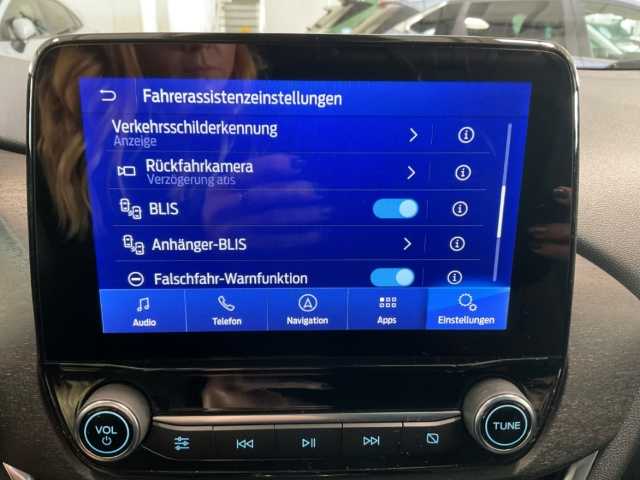 Fahrerassistenzeinstellungen
Verkehrsschilderkennung
Anzeige
Rückfahrkamera
Verzögerung aus
BLIS
Anhänger-BLIS
Falschfahr-Warnfunktion
Audio
Telefon
Navigation
Apps
Einstellungen
VOL
TUNE